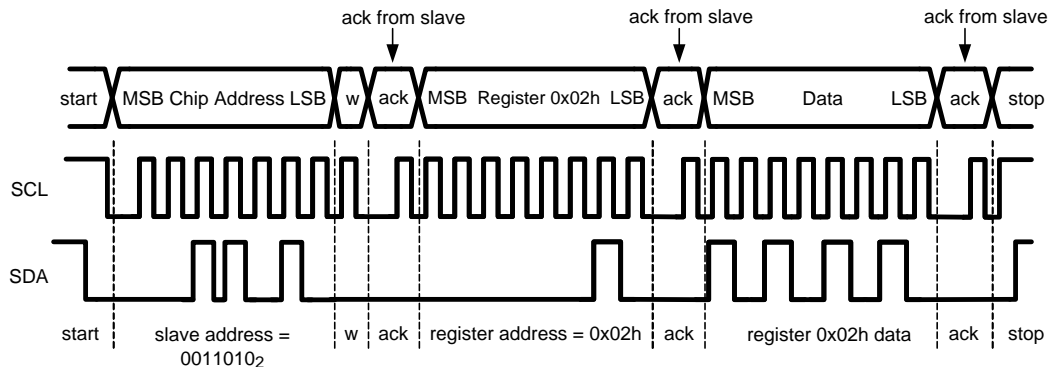 ack from slave ack from slave ack from slave
start MSB Chip Address LSB w ack MSB Register 0x02h LSB ack MSB Data LSB ack stop
SCL
SDA
start slave address = w ack register address = 0x02h ack register 0x02h data ack stop
0011010₂